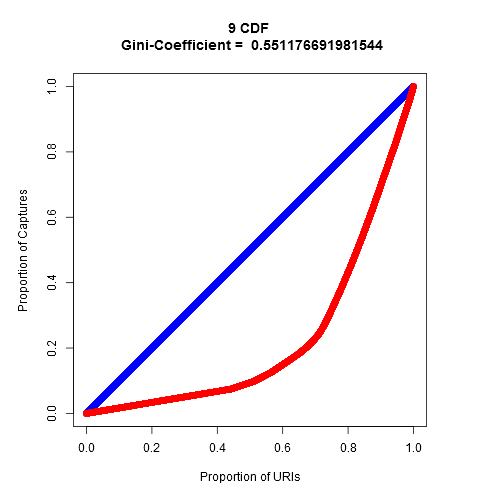 9 CDF
Gini-Coefficient =  0.551176691981544
Proportion of Captures
1.0
0.8
0.6
0.4
0.2
0.0
0.0 0.2 0.4 0.6 0.8 1.0
Proportion of URIs